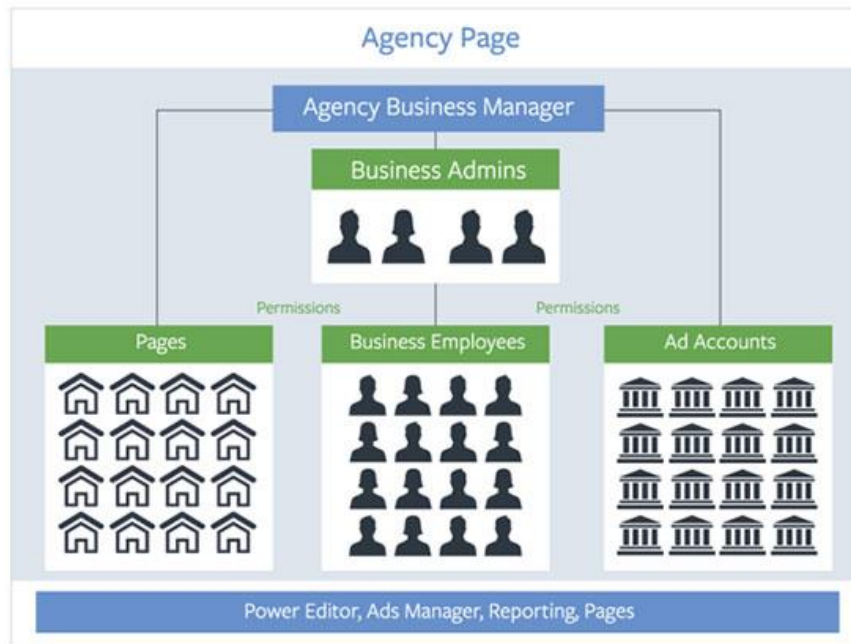 Agency Page
Agency Business Manager
Business Admins
Permissions
Permissions
Pages
Business Employees
Ad Accounts
Power Editor, Ads Manager, Reporting, Pages